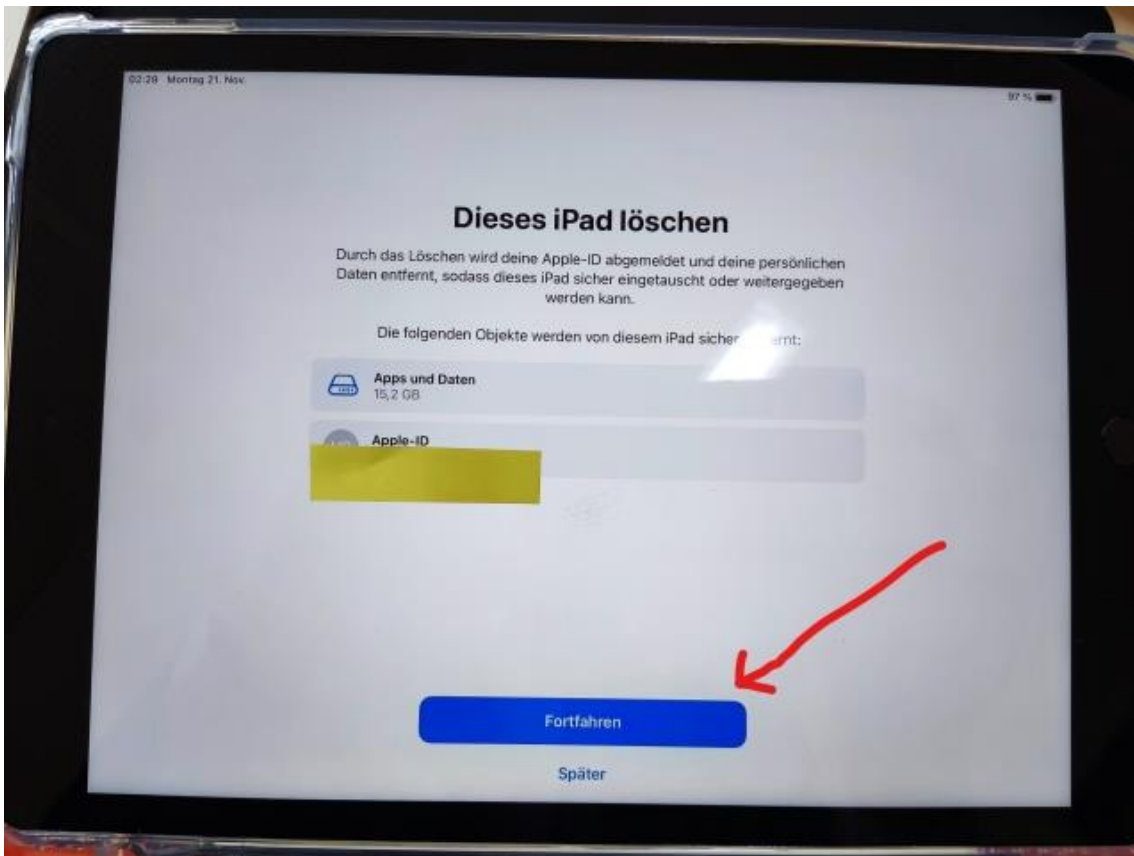 02:29 Montag 21. Nov.
97 %
Dieses iPad löschen
Durch das Löschen wird deine Apple-ID abgemeldet und deine persönlichen
Daten entfernt, sodass dieses iPad sicher eingetauscht oder weitergegeben
werden kann.
Die folgenden Objekte werden von diesem iPad sicher
Apps und Daten
15,2 GB
Apple-ID
Fortfahren
Später